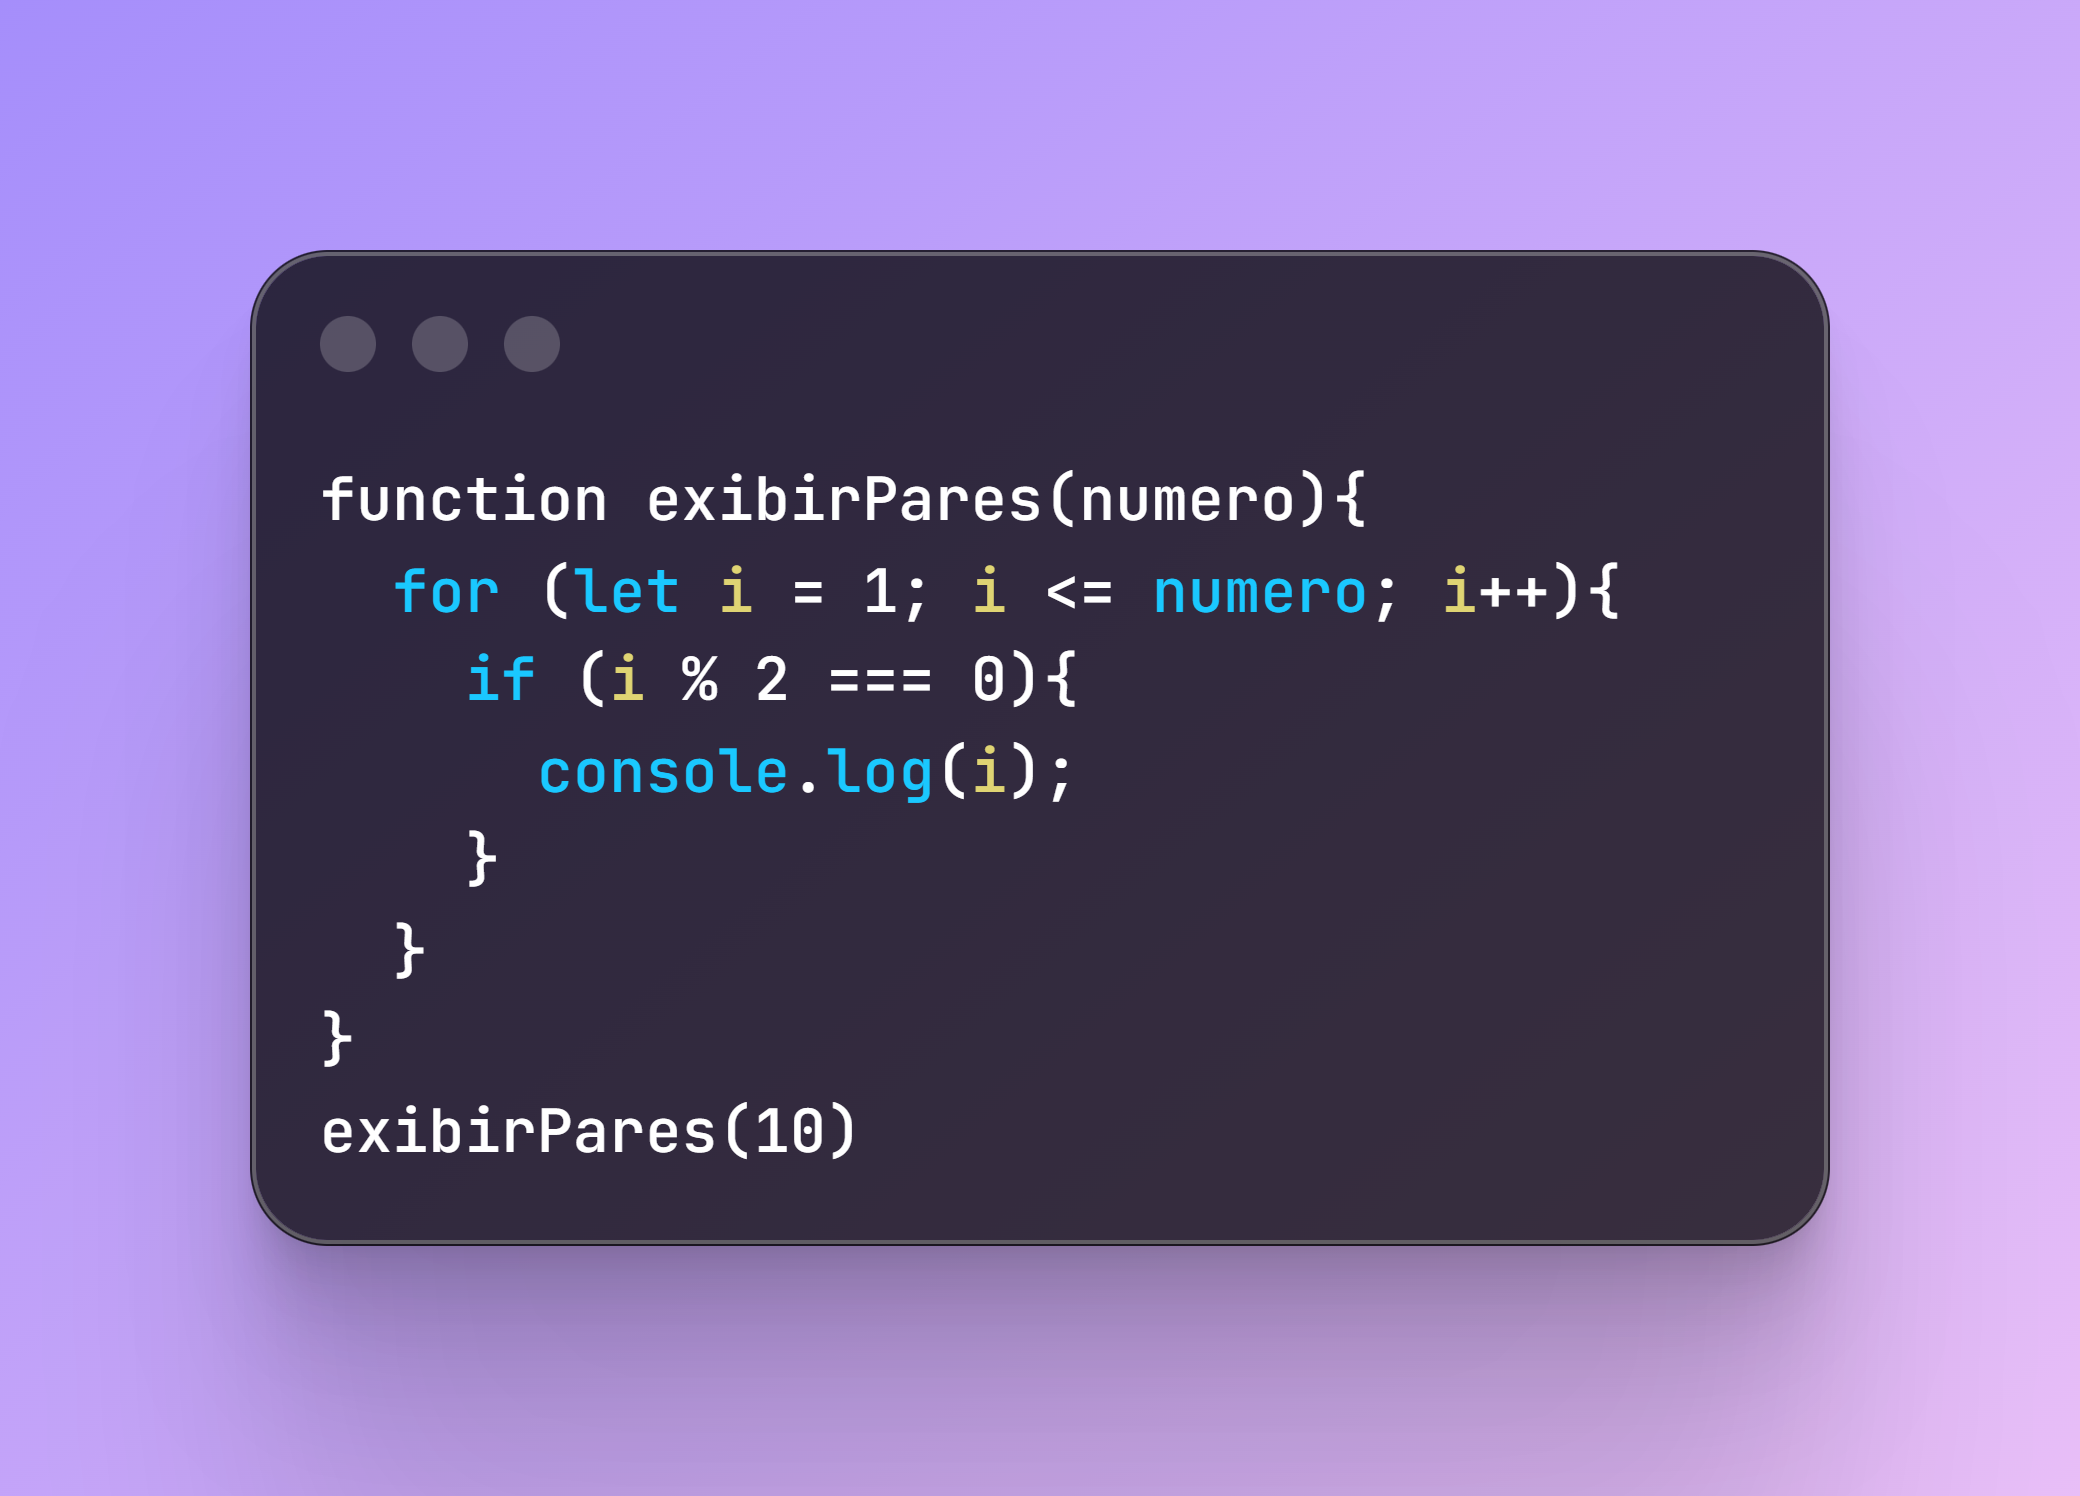 function exibirPares(numero){
  for (let i = 1; i <= numero; i++){
    if (i % 2 === 0){
      console.log(i);
    }
  }
}
exibirPares(10)